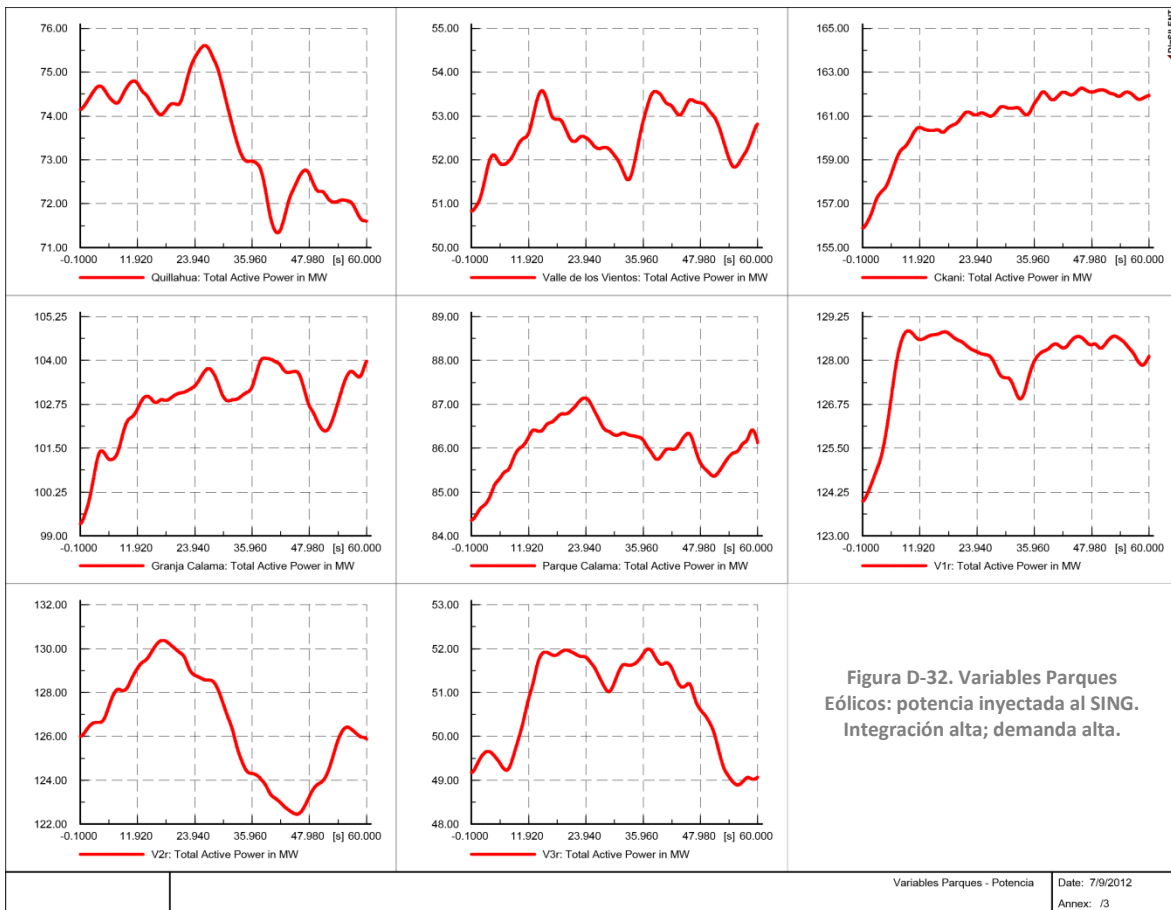 76.00
75.00
74.00
73.00
72.00
71.00
-0.1000 11.920 23.940 35.960 47.980 [s] 60.000
Quillahua: Total Active Power in MW
55.00
54.00
53.00
52.00
51.00
50.00
-0.1000 11.920 23.940 35.960 47.980 [s] 60.000
Valle de los Vientos: Total Active Power in MW
165.00
163.00
161.00
159.00
157.00
155.00
-0.1000 11.920 23.940 35.960 47.980 [s] 60.000
Ckani: Total Active Power in MW
105.25
104.00
102.75
101.50
100.25
99.00
-0.1000 11.920 23.940 35.960 47.980 [s] 60.000
Granja Calama: Total Active Power in MW
89.00
88.00
87.00
86.00
85.00
84.00
-0.1000 11.920 23.940 35.960 47.980 [s] 60.000
Parque Calama: Total Active Power in MW
129.25
128.00
126.75
125.50
124.25
123.00
-0.1000 11.920 23.940 35.960 47.980 [s] 60.000
V1r: Total Active Power in MW
132.00
130.00
128.00
126.00
124.00
122.00
-0.1000 11.920 23.940 35.960 47.980 [s] 60.000
V2r: Total Active Power in MW
53.00
52.00
51.00
50.00
49.00
48.00
-0.1000 11.920 23.940 35.960 47.980 [s] 60.000
V3r: Total Active Power in MW
Figura D-32. Variables Parques
Eólicos: potencia inyectada al SING.
Integración alta; demanda alta.
Variables Parques - Potencia
Date: 7/9/2012
Annex: /3